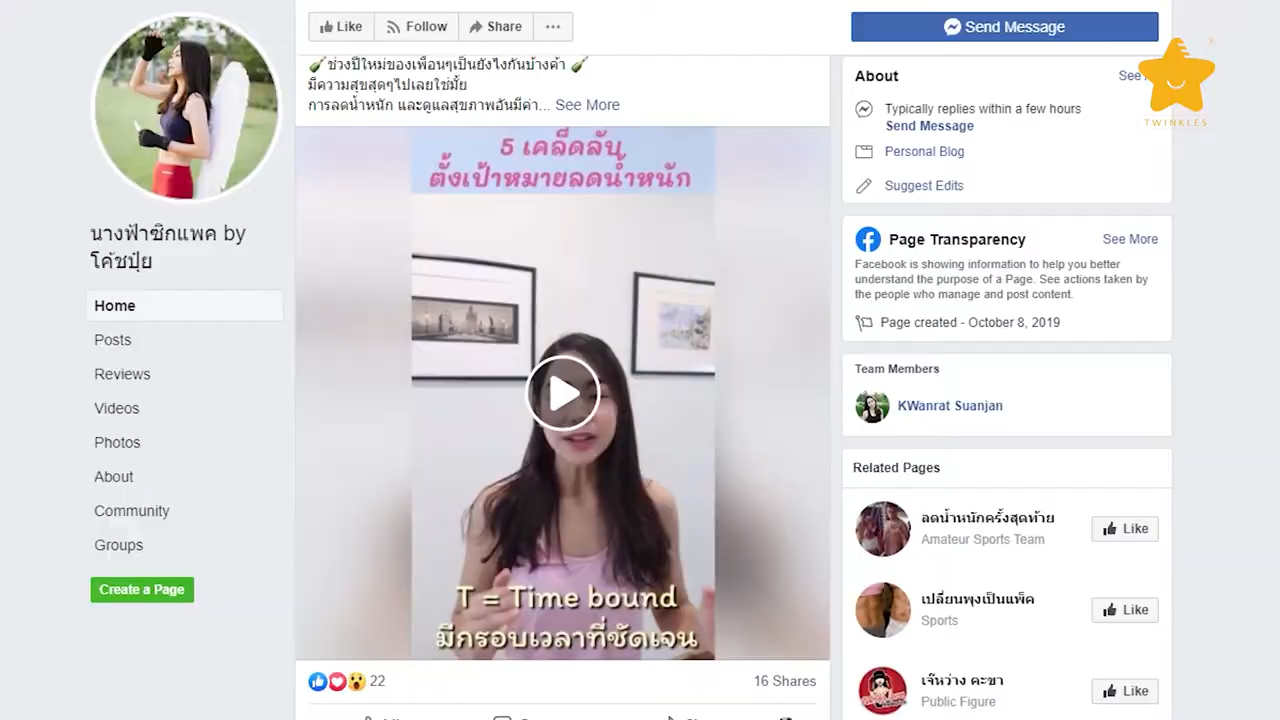 Like
Follow
Share
...
Send Message
🎸ช่วงปีใหม่ของเพื่อนๆเป็นยังไงกันบ้างค้า 🎸
มีความสุขสุดๆไปเลยใช่มั้ย
การลดน้ำหนัก และดูแลสุขภาพอันมีค่า... See More
5 เคล็ดลับ
ตั้งเป้าหมายลดน้ำหนัก
T = Time bound
มีกรอบเวลาที่ชัดเจน
22
16 Shares
นางฟ้าซิกแพค by
โค้ชปุ๋ย
Home
Posts
Reviews
Videos
Photos
About
Community
Groups
Create a Page
About
See
TWINKLES
Typically replies within a few hours
Send Message
Personal Blog
Suggest Edits
Page Transparency
See More
Facebook is showing information to help you better
understand the purpose of a Page. See actions taken by
the people who manage and post content.
Page created - October 8, 2019
Team Members
KWanrat Suanjan
Related Pages
ลดน้ำหนักครั้งสุดท้าย
Amateur Sports Team
Like
เปลี่ยนพุงเป็นแพ็ค
Sports
Like
เจ๊หว่าง คะขา
Public Figure
Like